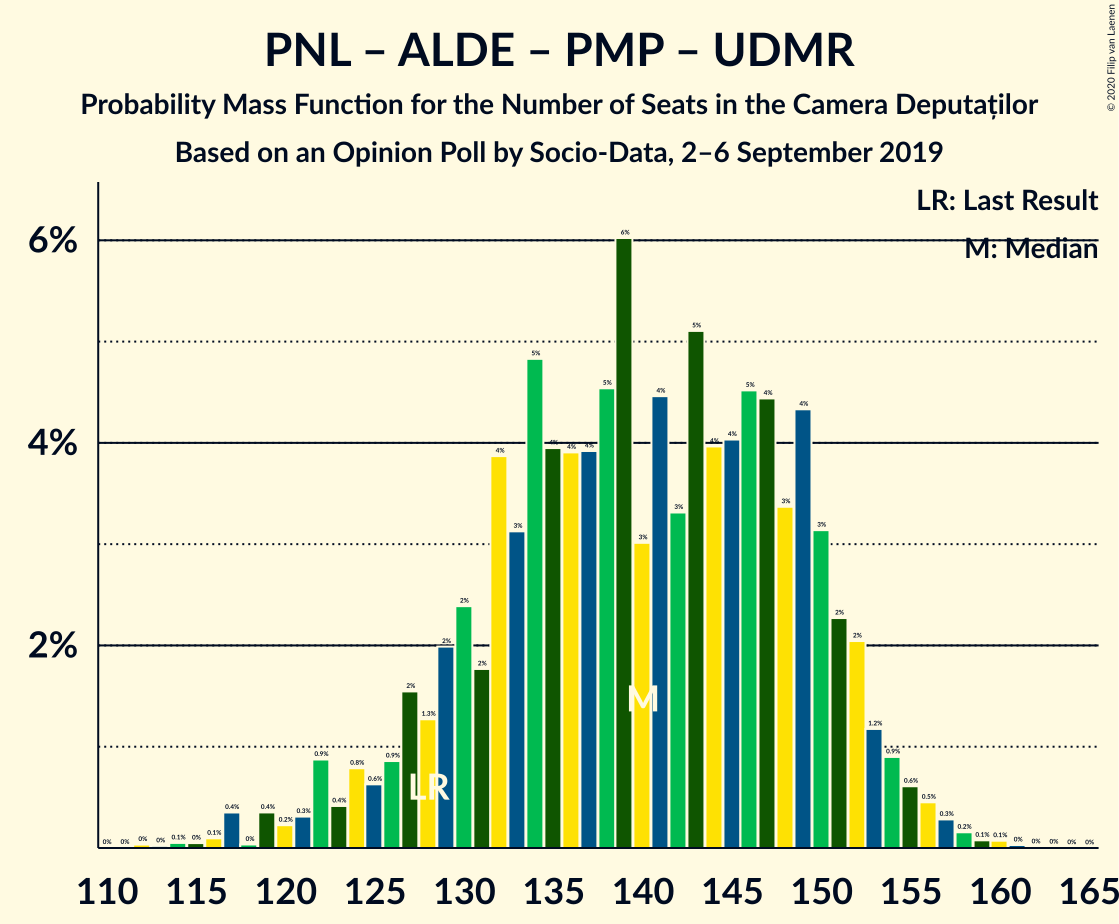 PNL – ALDE – PMP – UDMR
Probability Mass Function for the Number of Seats in the Camera Deputaților
Based on an Opinion Poll by Socio-Data, 2–6 September 2019
© 2020 Filip van Laenen
LR: Last Result
M: Median
6%
4%
2%
0% 0% 0% 0% 0.1% 0% 0.1% 0.4% 0% 0.4% 0.2% 0.3% 0.9% 0.4% 0.8% 0.6% 0.9% 2% 1.3% 2% 2% 2% 4% 3% 5% 4% 4% 4% 5% 6% 3% 4% 3% 5% 4% 4% 5% 4% 3% 4% 3% 2% 2% 1.2% 0.9% 0.6% 0.5% 0.3% 0.2% 0.1% 0.1% 0% 0% 0% 0% 0%
M
LR
110 115 120 125 130 135 140 145 150 155 160 165